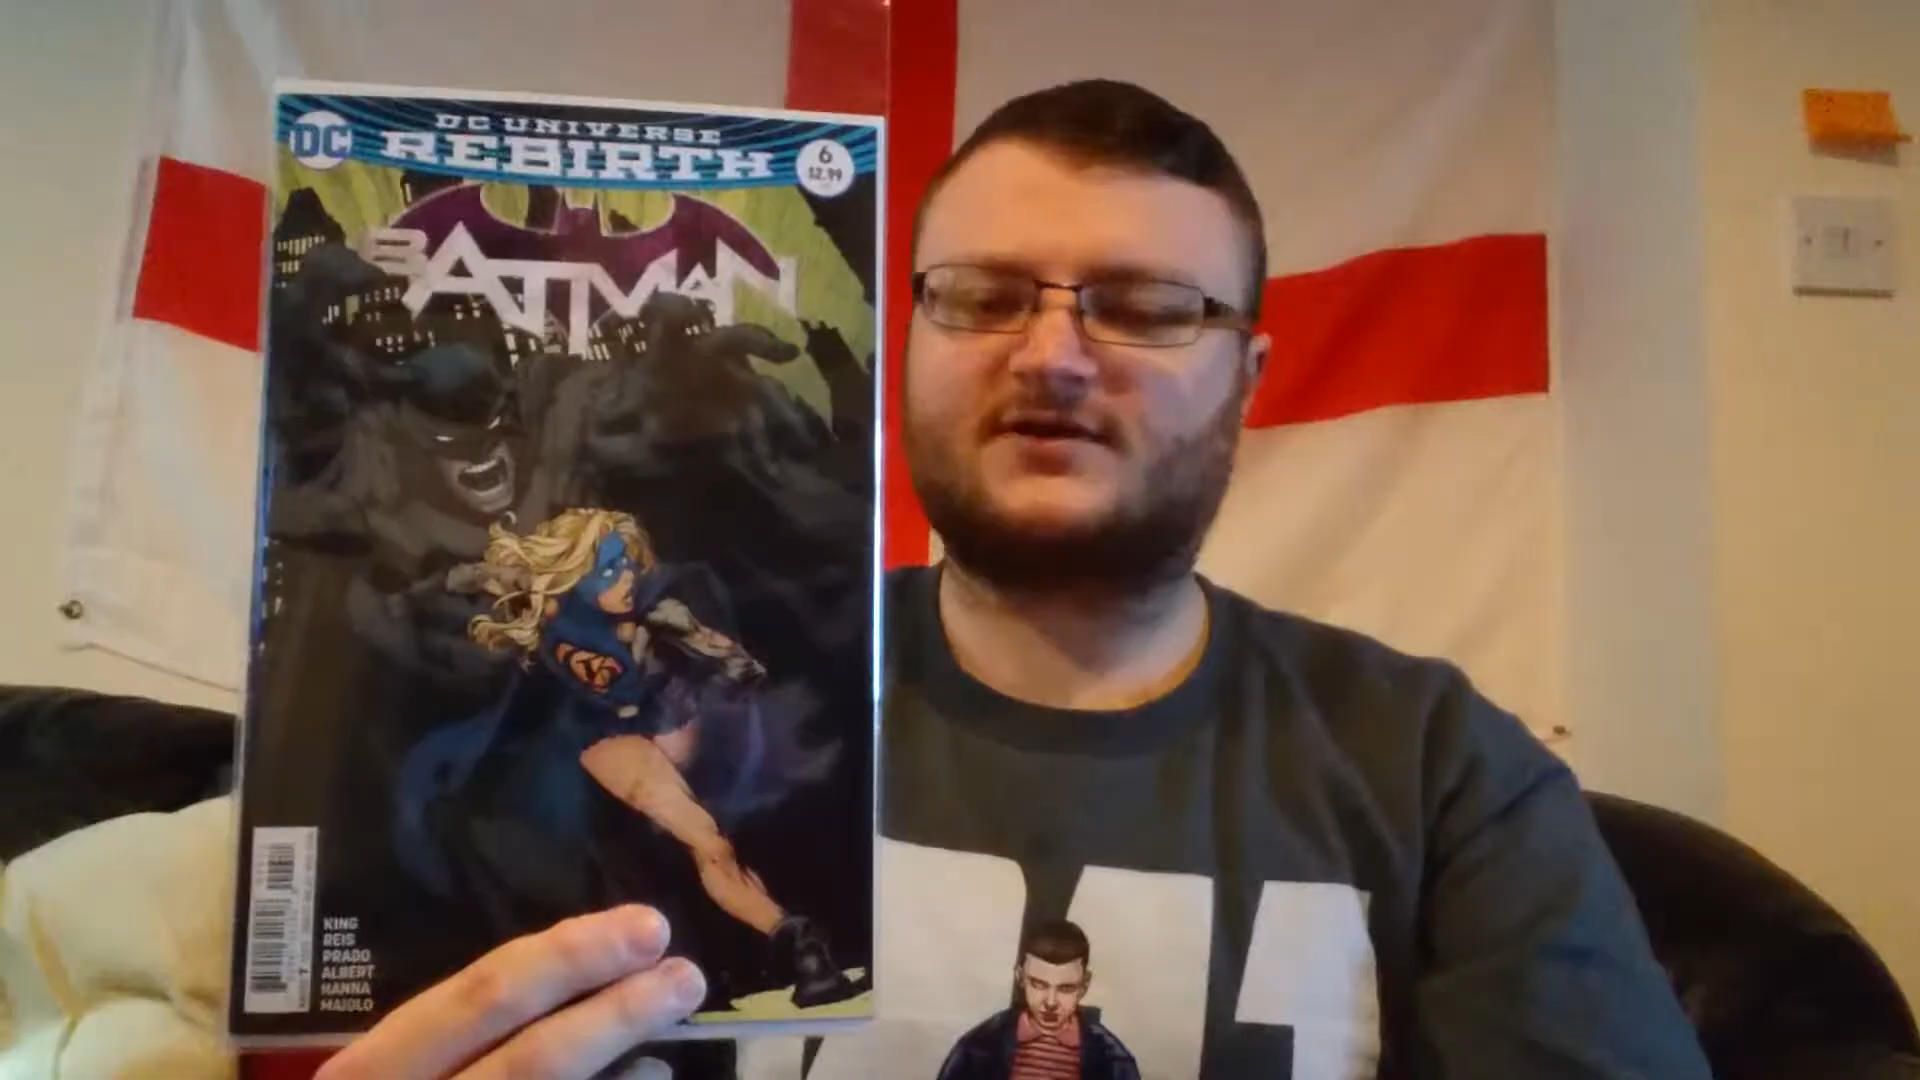 DC
DC UNIVERSE
REBIRTH
6
$2.99
BATMAN
KING
REIS
PRADO
ALBERT
HANNA
MAIOLO